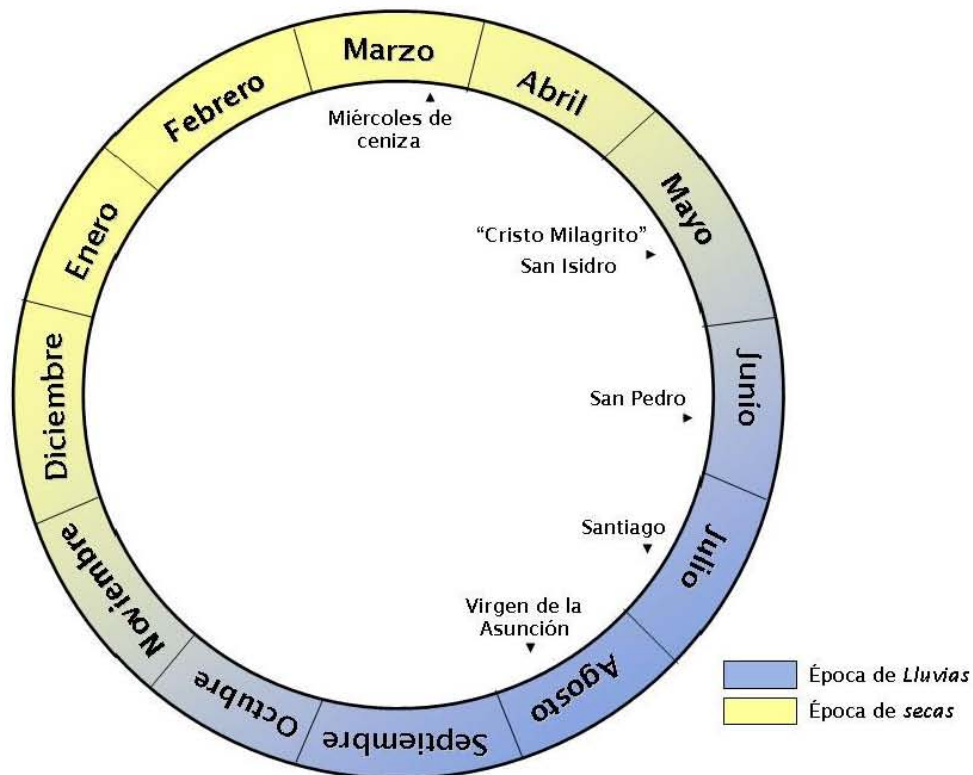 Marzo
Abril
Mayo
Junio
Julio
Agosto
Septiembre
Octubre
Noviembre
Diciembre
Enero
Febrero
Miércoles de
ceniza
“Cristo Milagrito”
San Isidro
San Pedro
Santiago
Virgen de la
Asunción
Época de Lluvias
Época de secas